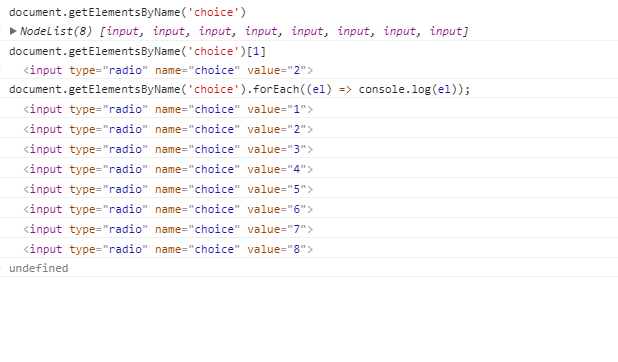 document.getElementsByName('choice')
▶ NodeList(8) [input, input, input, input, input, input, input, input]
document.getElementsByName('choice')[1]
<input type="radio" name="choice" value="2">
document.getElementsByName('choice').forEach((el) => console.log(el));
<input type="radio" name="choice" value="1">
<input type="radio" name="choice" value="2">
<input type="radio" name="choice" value="3">
<input type="radio" name="choice" value="4">
<input type="radio" name="choice" value="5">
<input type="radio" name="choice" value="6">
<input type="radio" name="choice" value="7">
<input type="radio" name="choice" value="8">
undefined